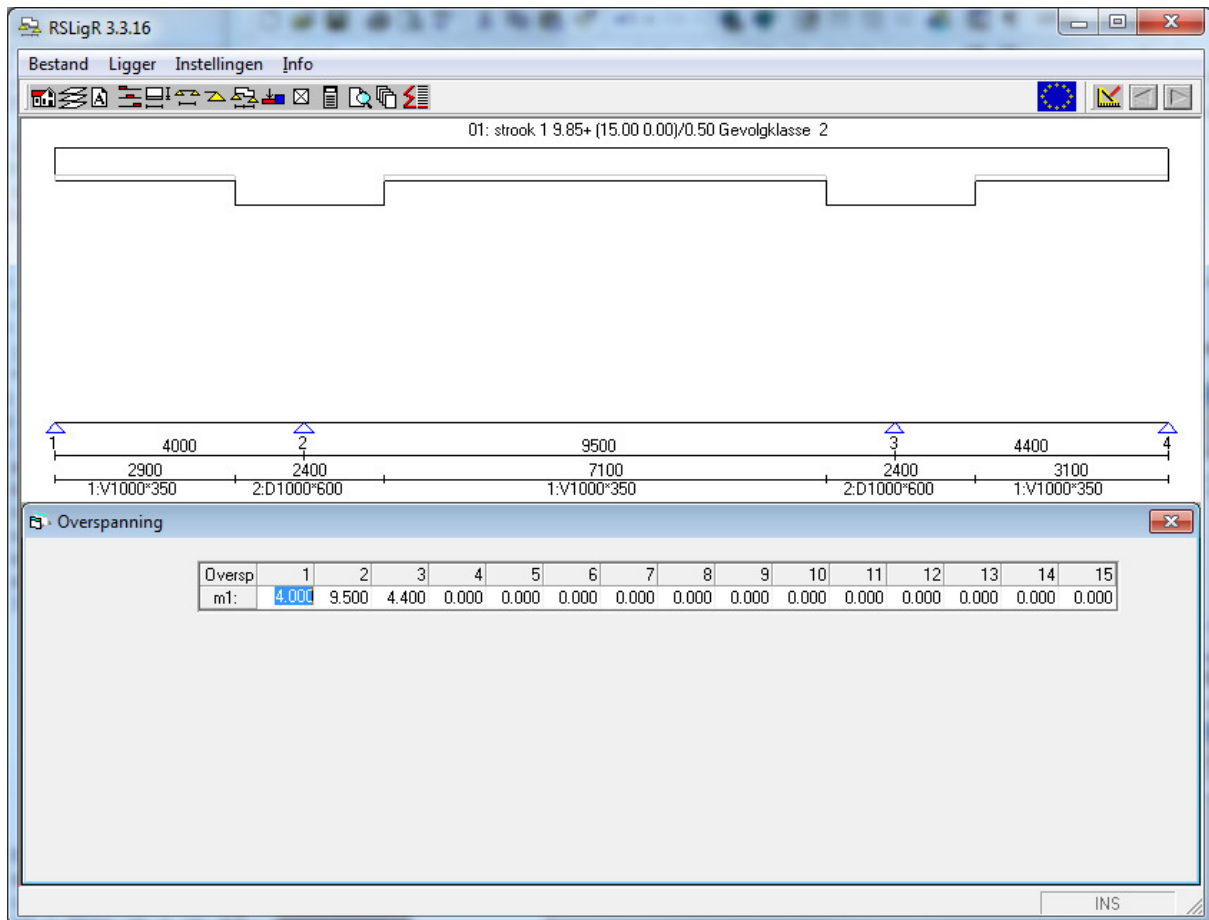 RSLigR 3.3.16
Bestand Ligger Instellingen Info
01: strook 1 9.85+ (15.00 0.00)/0.50 Gevolgklasse 2
1 4000 2 9500 3 4400 4
2900 2400 7100 2400 3100
1:V1000*350 2:D1000*600 1:V1000*350 2:D1000*600 1:V1000*350
Overspanning
Oversp 1 2 3 4 5 6 7 8 9 10 11 12 13 14 15
m1: 4.000 9.500 4.400 0.000 0.000 0.000 0.000 0.000 0.000 0.000 0.000 0.000 0.000 0.000 0.000
INS